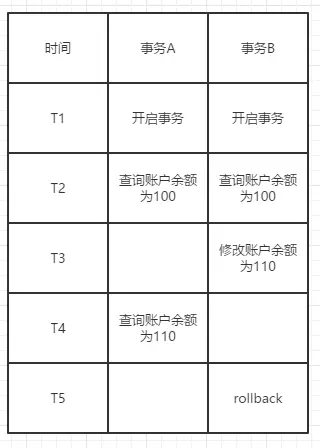 时间 事务A 事务B
T1 开启事务 开启事务
T2 查询账户余额 查询账户余额
为100 为100
T3 修改账户余额
为110
T4 查询账户余额
为110
T5 rollback